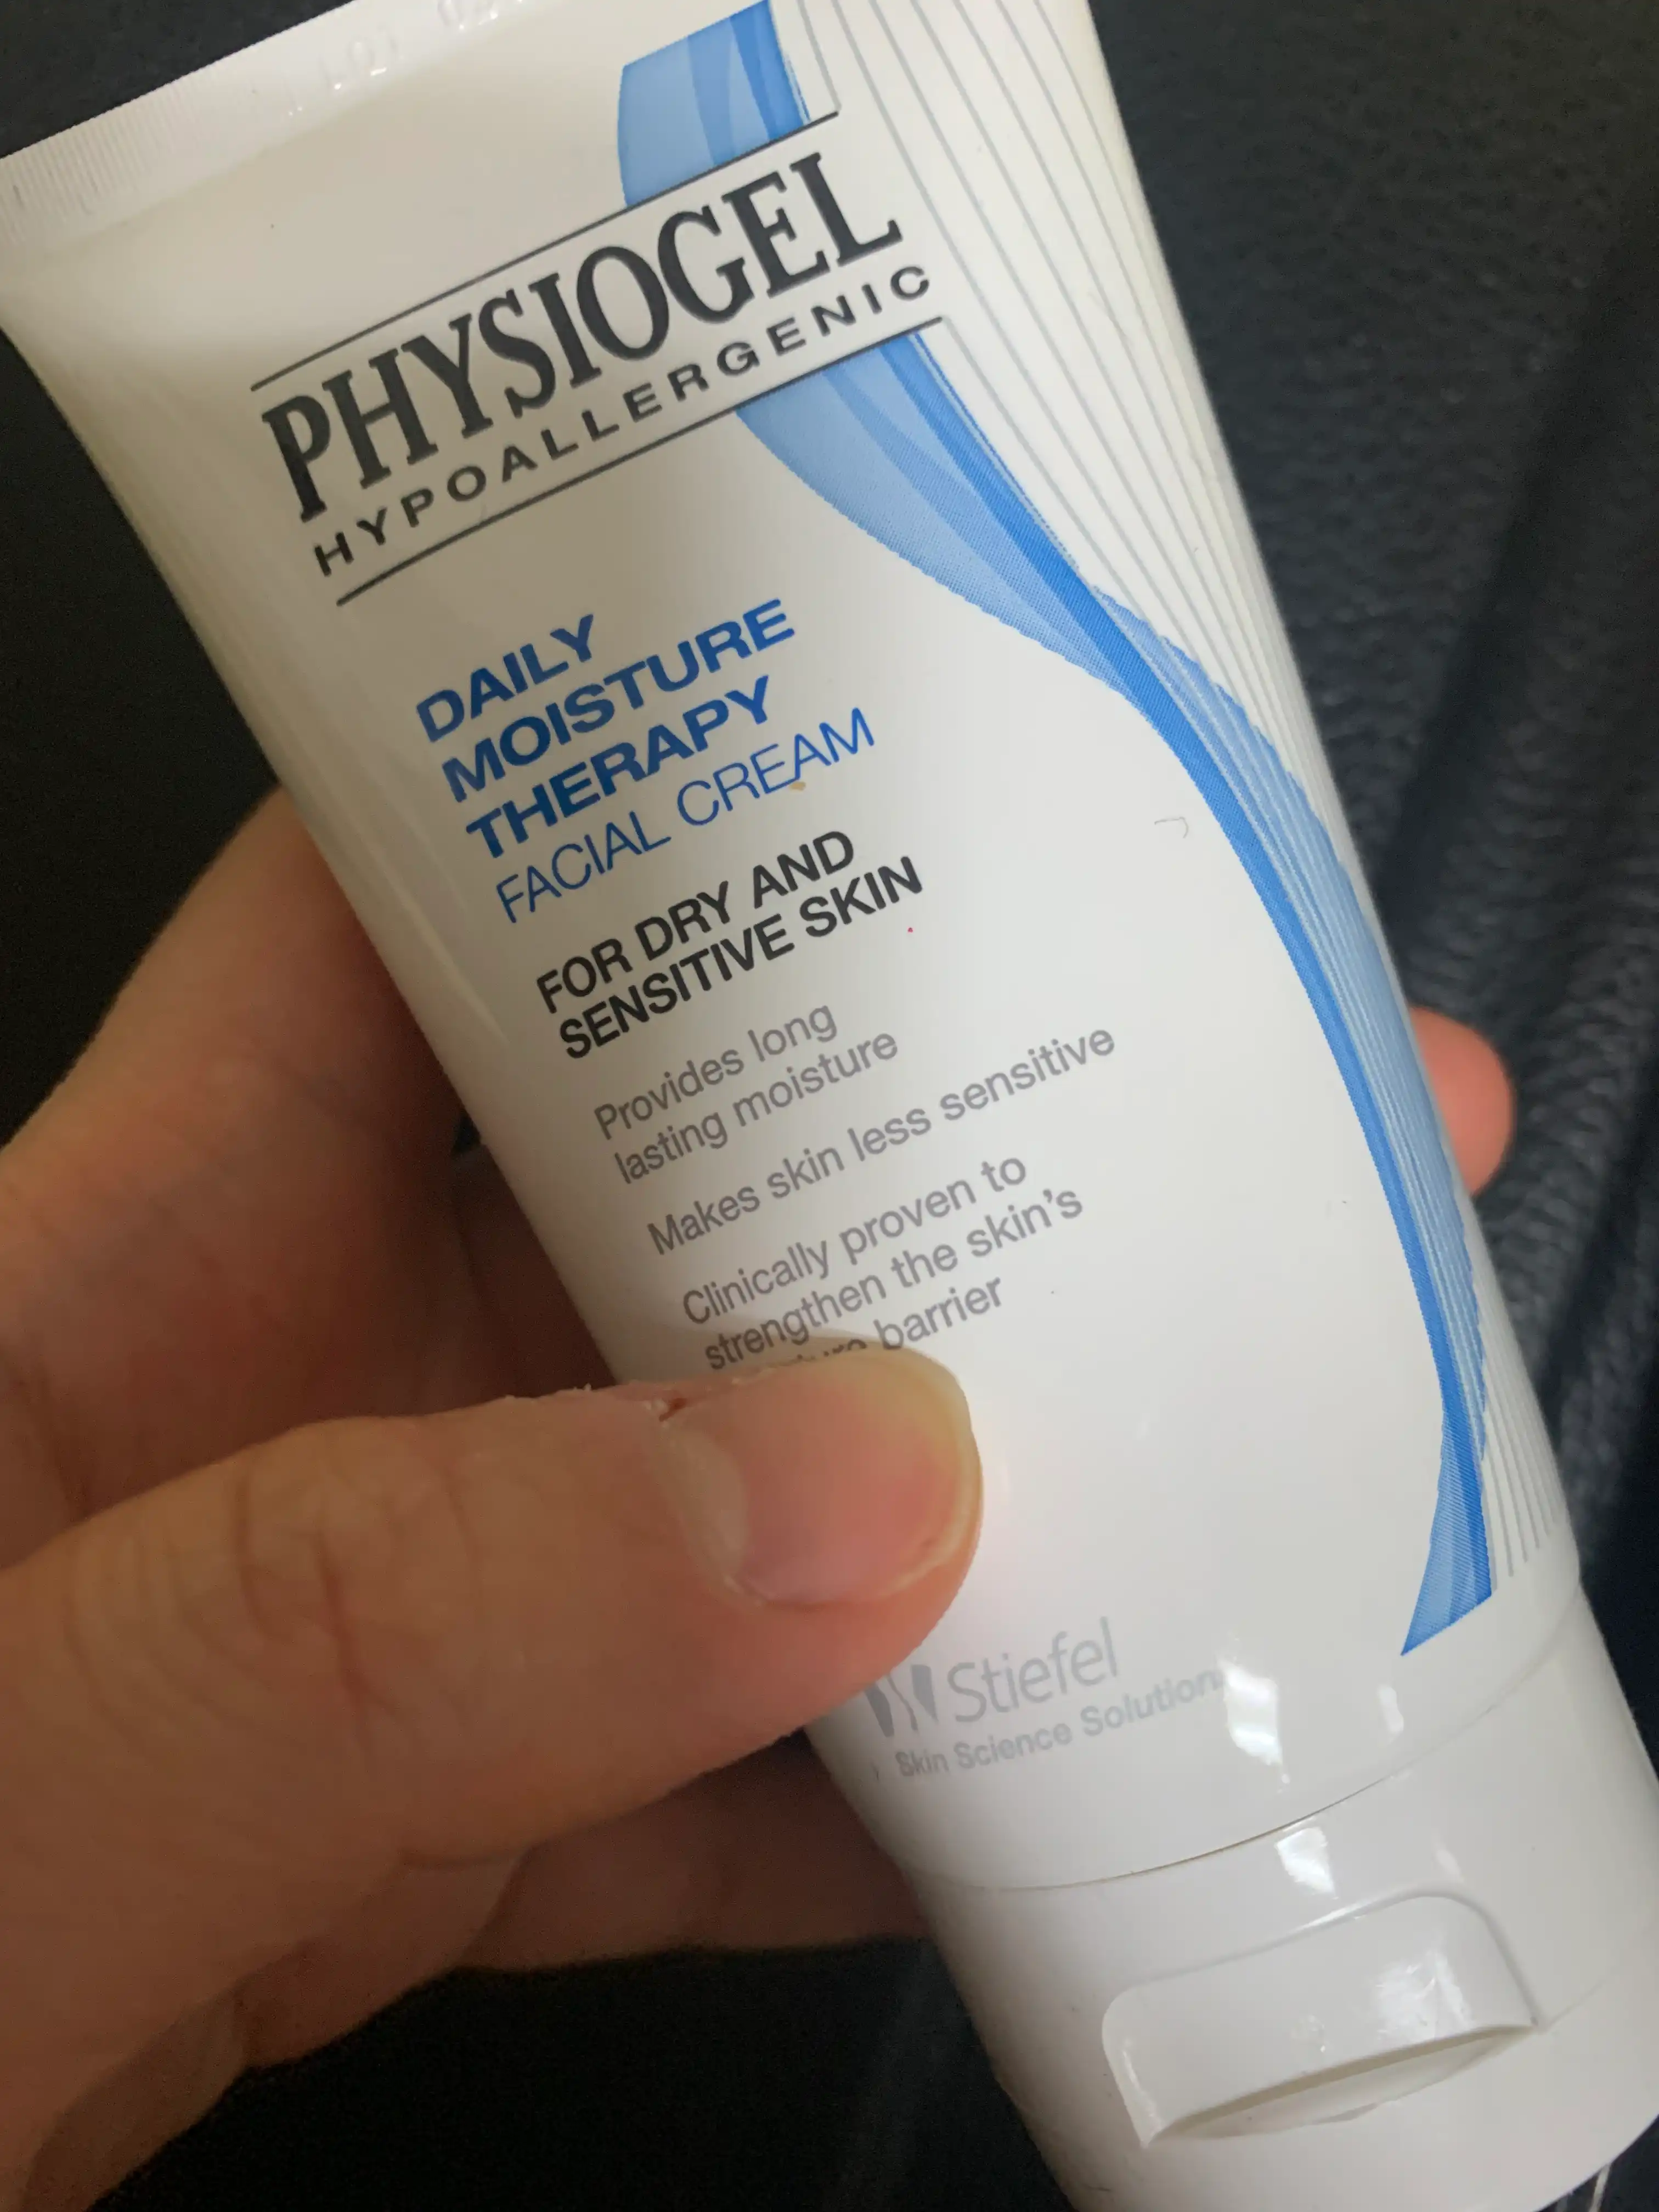 LOT
PHYSIOGEL
HYPOALLERGENIC
DAILY
MOISTURE
THERAPY
FACIAL CREAM
FOR DRY AND
SENSITIVE SKIN
Provides long
lasting moisture
Makes skin less sensitive
Clinically proven to
strengthen the skin's
barrier
Stiefel
Skin Science Solutions